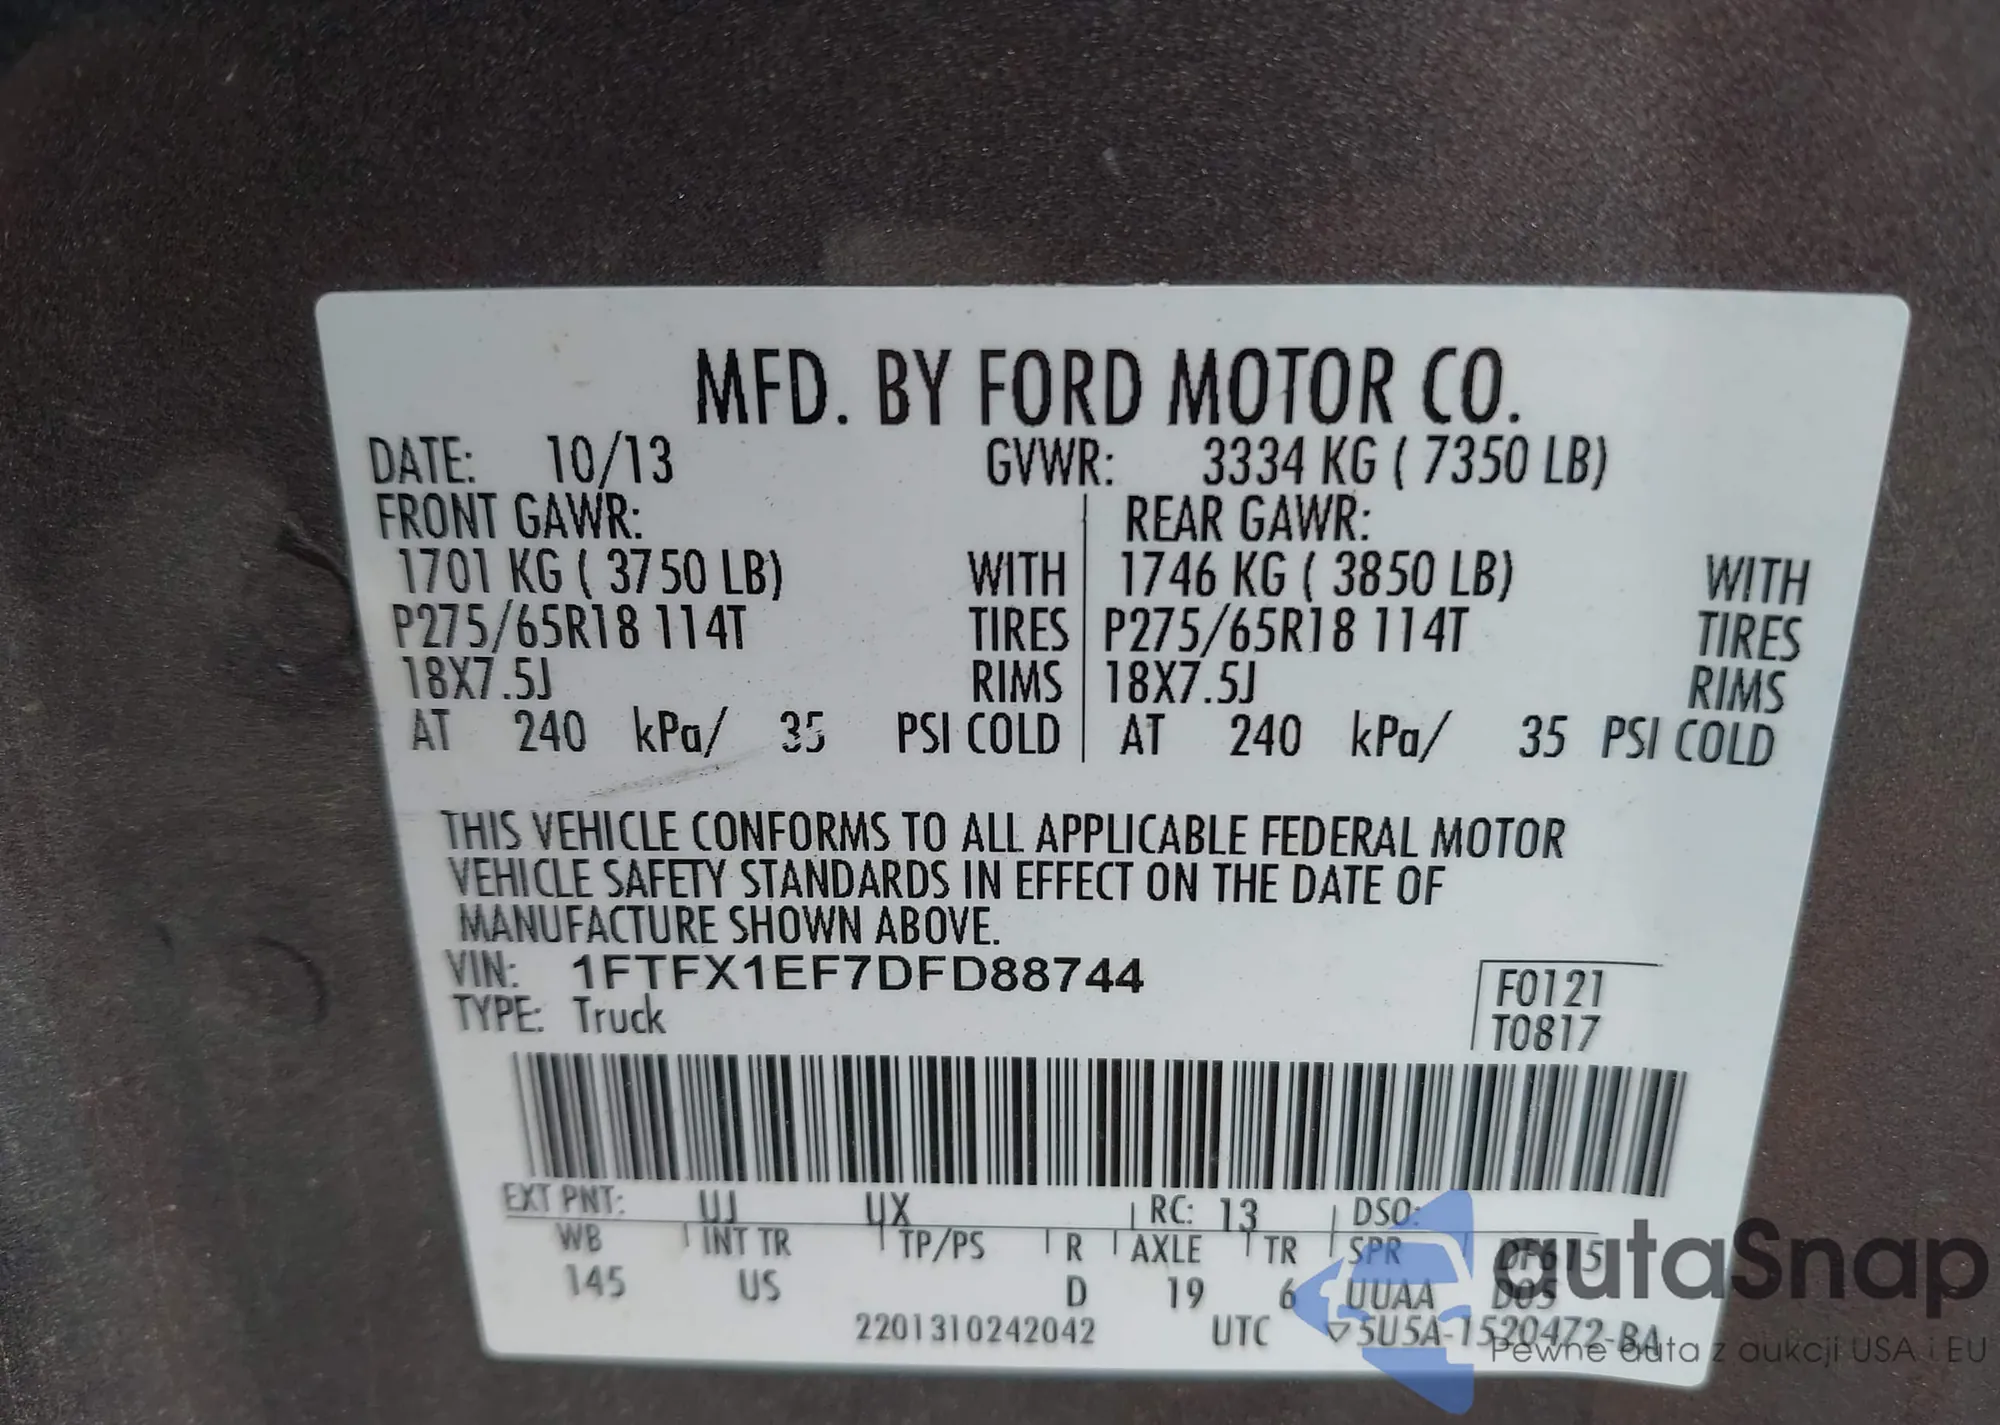 MFD. BY FORD MOTOR CO.
DATE: 10/13 GVWR: 3334 KG ( 7350 LB)
FRONT GAWR: REAR GAWR:
1701 KG ( 3750 LB) WITH 1746 KG ( 3850 LB) WITH
P275/65R18 114T TIRES P275/65R18 114T TIRES
18X7.5J RIMS 18X7.5J RIMS
AT 240 kPa/ 35 PSI COLD AT 240 kPa/ 35 PSI COLD
THIS VEHICLE CONFORMS TO ALL APPLICABLE FEDERAL MOTOR
VEHICLE SAFETY STANDARDS IN EFFECT ON THE DATE OF
MANUFACTURE SHOWN ABOVE.
VIN: 1FTFX1EF7DFD88744 F0121
TYPE: Truck T0817
EXT PNT: UJ UX RC: 13 DSO:
WB INT TR TP/PS R AXLE TR SPR DF615
145 US D 19 6 UUAA D05
2201310242042 UTC ▽5U5A-1520472-BA
autaSnap
Pewne auta z aukcji USA i EU